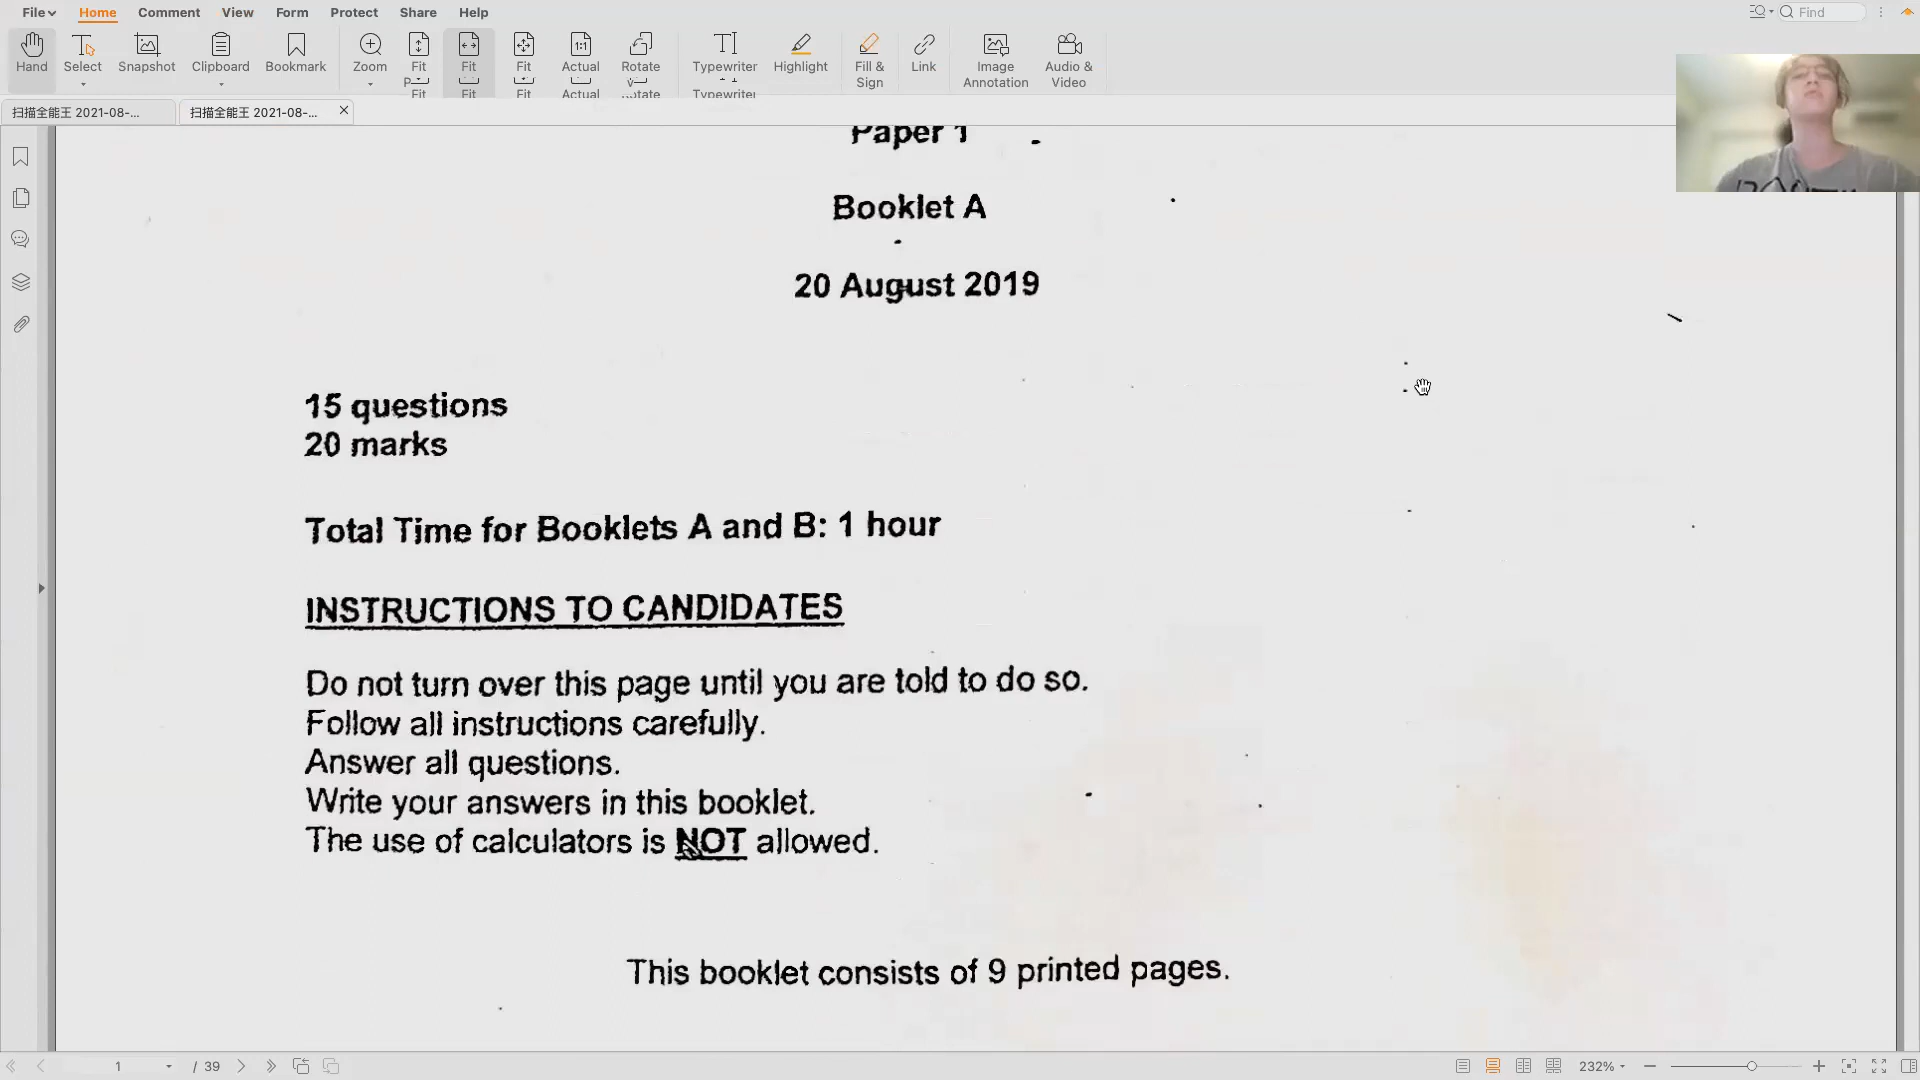 File Home Comment View Form Protect Share Help
Find
Hand Select Snapshot Clipboard Bookmark Zoom Fit Fit Fit Actual Rotate Typewriter Highlight Fill & Sign Link Image Annotation Audio & Video
Fit Fit Fit Actual Typewriter
扫描全能王 2021-08-... 扫描全能王 2021-08-...
Paper 1
Booklet A
20 August 2019
15 questions
20 marks
Total Time for Booklets A and B: 1 hour
INSTRUCTIONS TO CANDIDATES
Do not turn over this page until you are told to do so.
Follow all instructions carefully.
Answer all questions.
Write your answers in this booklet.
The use of calculators is NOT allowed.
This booklet consists of 9 printed pages.
1 / 39 232%